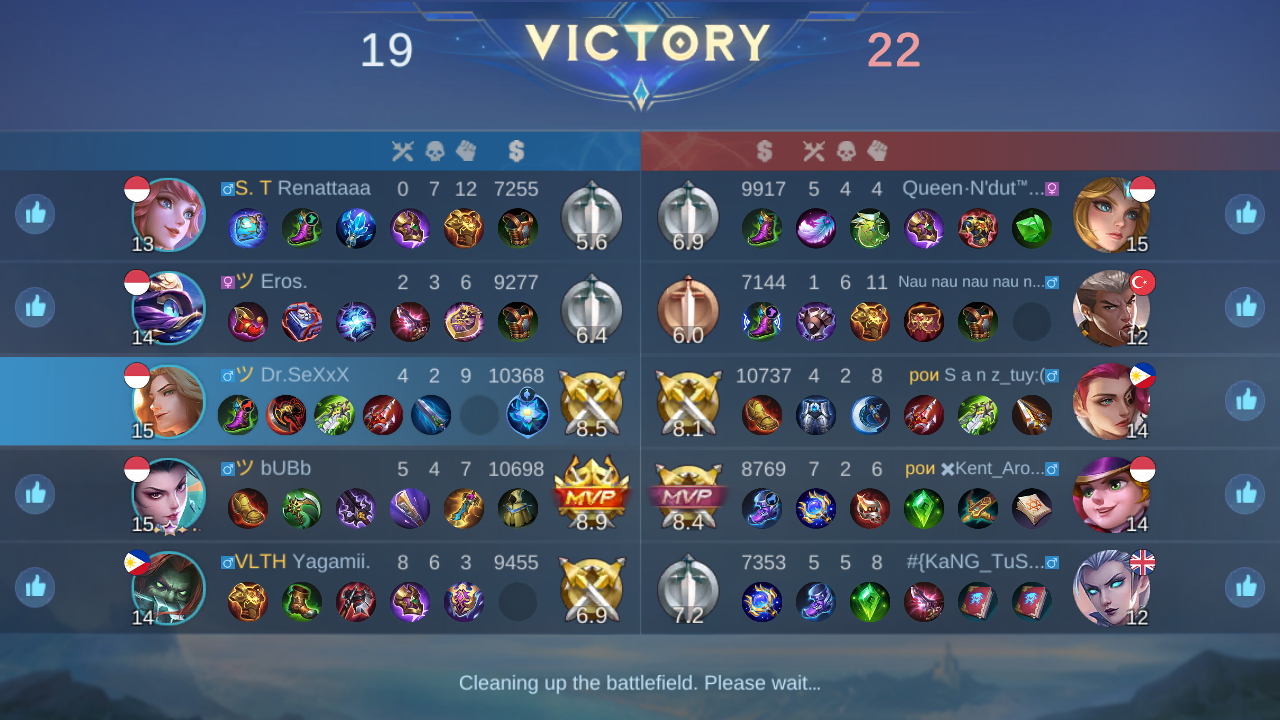 19 VICTORY 22
S. T Renattaaa 0 7 12 7255 5.6 13
6.9 9917 5 4 4 Queen·N'dut™... 15
ツ Eros. 2 3 6 9277 6.4 14
6.0 7144 1 6 11 Nau nau nau nau n... 12
ツ Dr.SeXxX 4 2 9 10368 8.5 15
8.1 10737 4 2 8 рои S a n z_tuy:( 14
ツ bUBb 5 4 7 10698 MVP 8.9 15
MVP 8.4 8769 7 2 6 рои ✖Kent_Aro... 14
VLTH Yagamii. 8 6 3 9455 6.9 14
7.2 7353 5 5 8 #{KaNG_TuS... 12
Cleaning up the battlefield. Please wait...